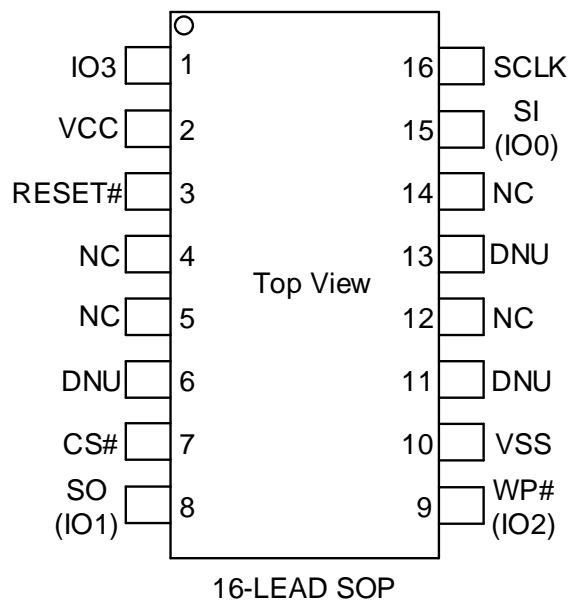 IO3 1 16 SCLK
VCC 2 15 SI
(IO0)
RESET# 3 14 NC
NC 4 13 DNU
Top View
NC 5 12 NC
DNU 6 11 DNU
CS# 7 10 VSS
SO 8 9 WP#
(IO1) (IO2)
16-LEAD SOP